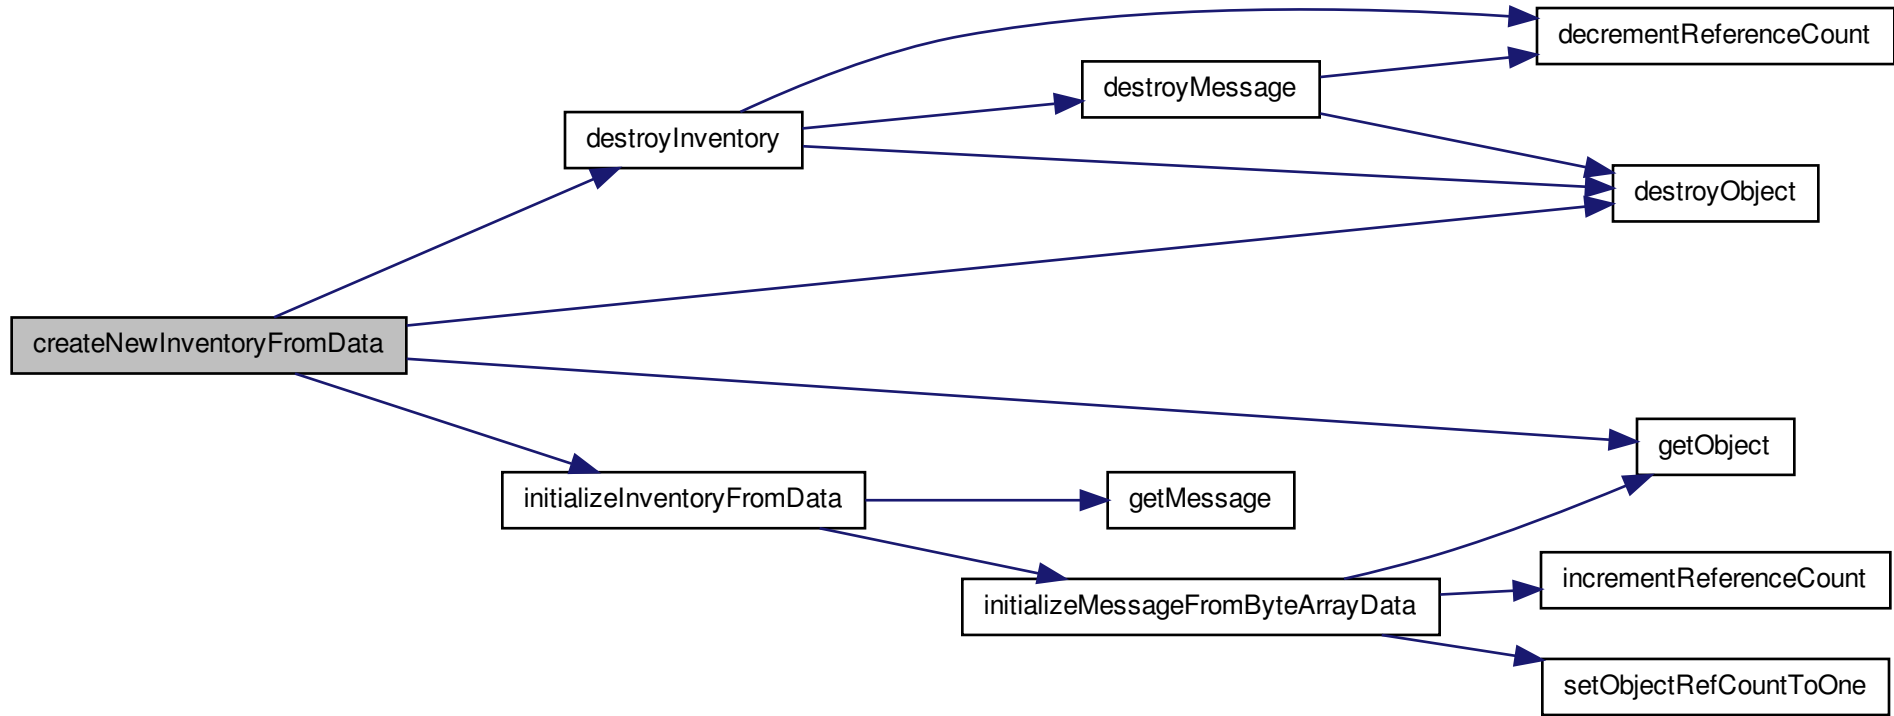 decrementReferenceCount
destroyMessage
destroyInventory
destroyObject
createNewInventoryFromData
getObject
initializeInventoryFromData
getMessage
incrementReferenceCount
initializeMessageFromByteArrayData
setObjectRefCountToOne